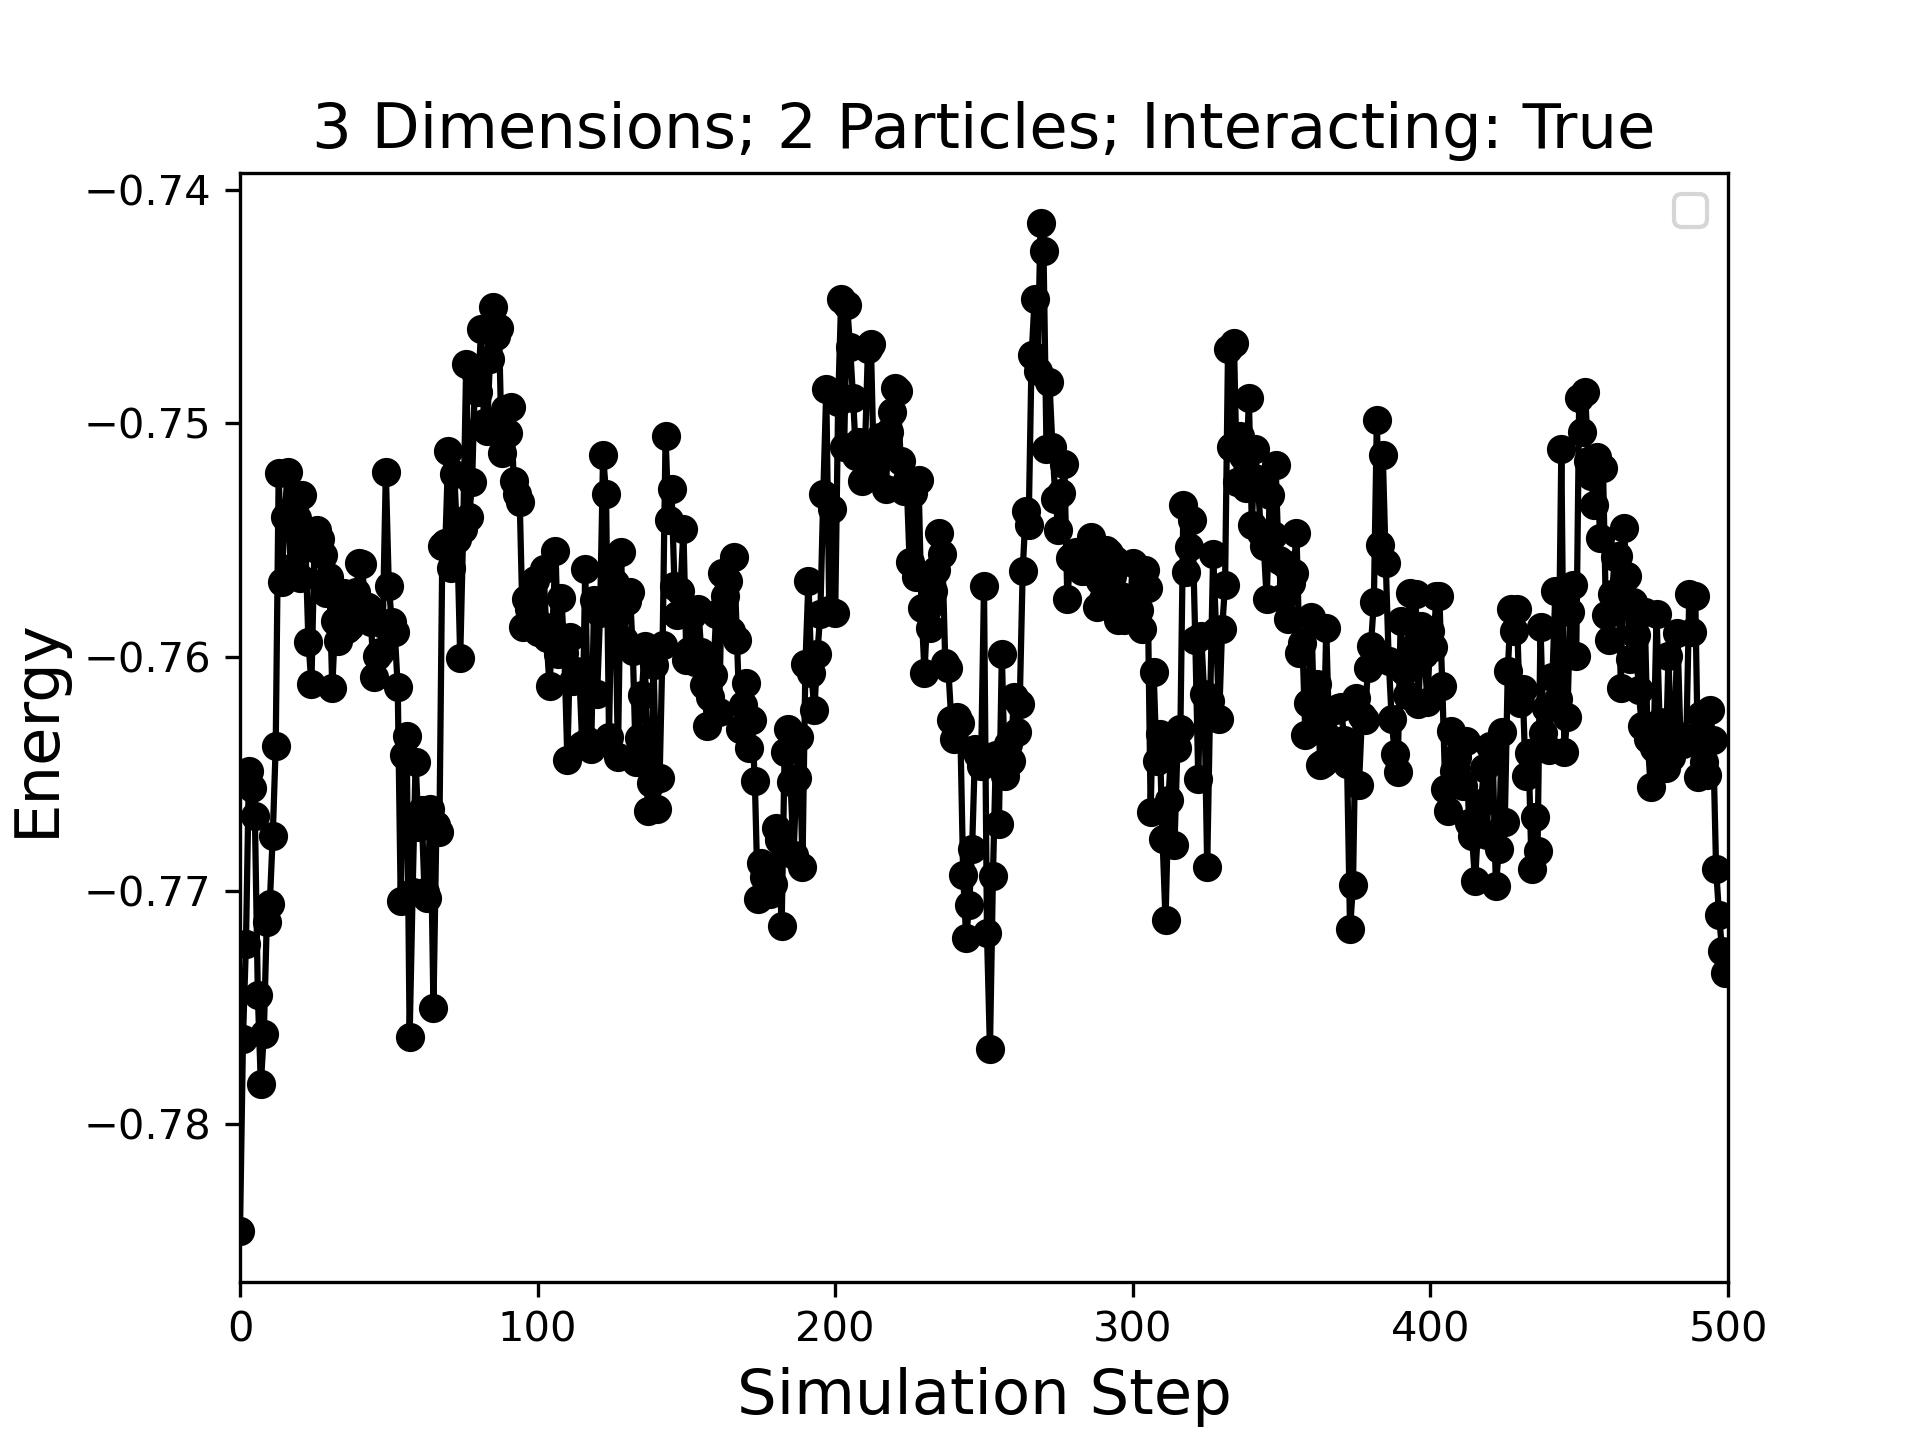 3 Dimensions; 2 Particles; Interacting: True
Energy
−0.74
−0.75
−0.76
−0.77
−0.78
0 100 200 300 400 500
Simulation Step